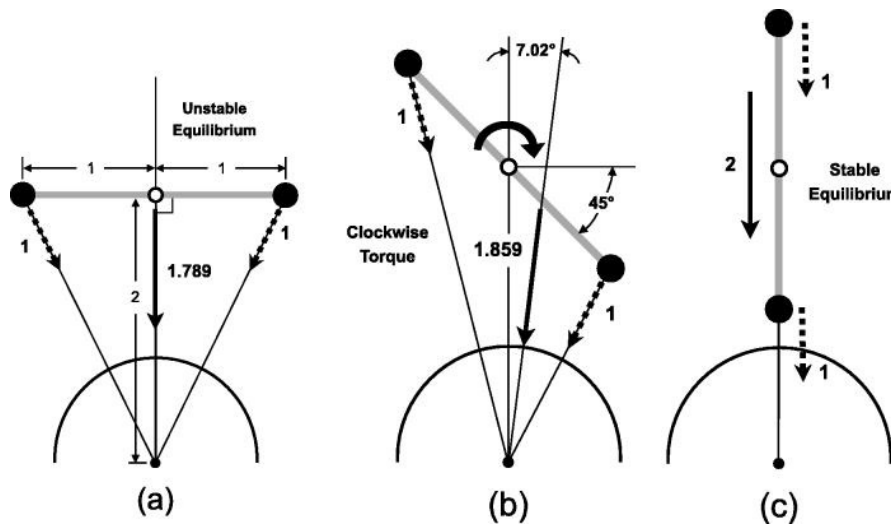 Unstable
Equilibrium
1
1
1
1
1.789
2
(a)
7.02°
1
45°
Clockwise
Torque
1.859
1
(b)
1
2
Stable
Equilibrium
1
(c)